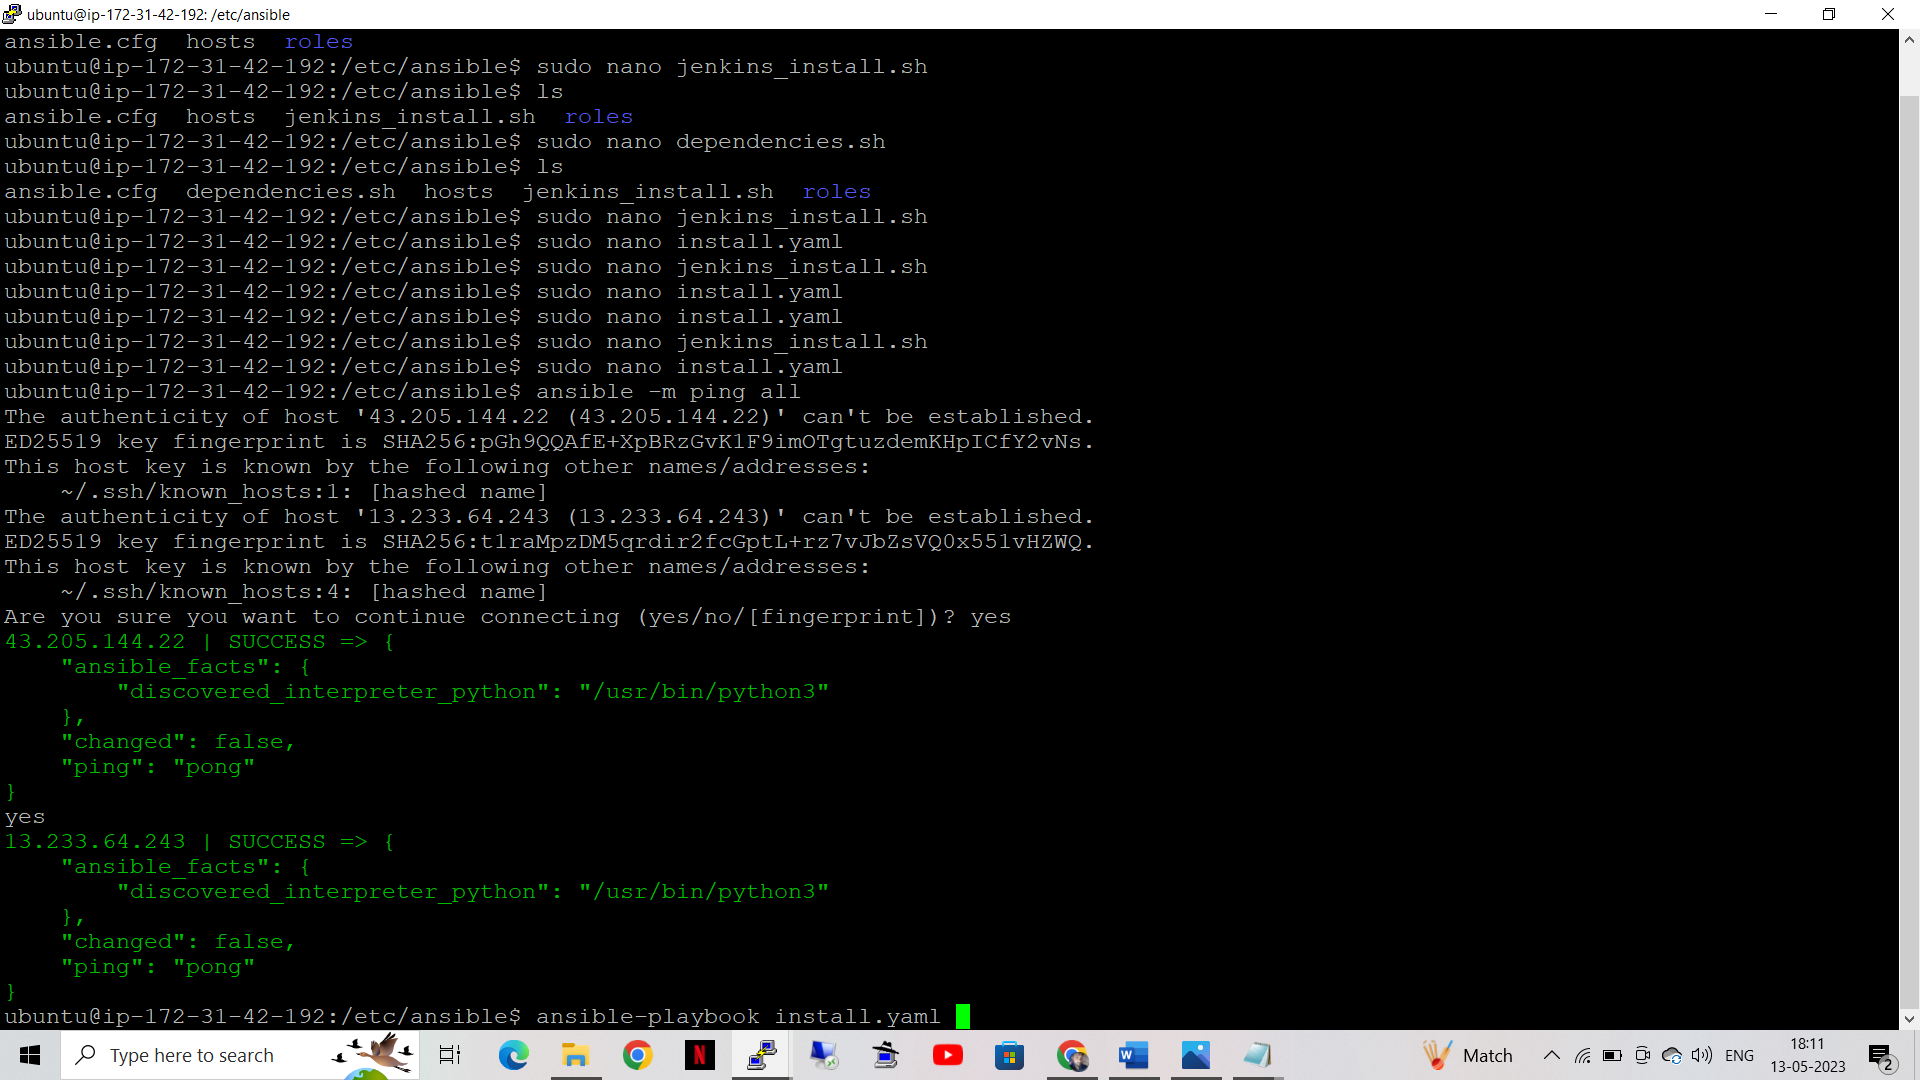 ubuntu@ip-172-31-42-192: /etc/ansible
ansible.cfg  hosts  roles
ubuntu@ip-172-31-42-192:/etc/ansible$ sudo nano jenkins_install.sh
ubuntu@ip-172-31-42-192:/etc/ansible$ ls
ansible.cfg  hosts  jenkins_install.sh  roles
ubuntu@ip-172-31-42-192:/etc/ansible$ sudo nano dependencies.sh
ubuntu@ip-172-31-42-192:/etc/ansible$ ls
ansible.cfg  dependencies.sh  hosts  jenkins_install.sh  roles
ubuntu@ip-172-31-42-192:/etc/ansible$ sudo nano jenkins_install.sh
ubuntu@ip-172-31-42-192:/etc/ansible$ sudo nano install.yaml
ubuntu@ip-172-31-42-192:/etc/ansible$ sudo nano jenkins_install.sh
ubuntu@ip-172-31-42-192:/etc/ansible$ sudo nano install.yaml
ubuntu@ip-172-31-42-192:/etc/ansible$ sudo nano install.yaml
ubuntu@ip-172-31-42-192:/etc/ansible$ sudo nano jenkins_install.sh
ubuntu@ip-172-31-42-192:/etc/ansible$ sudo nano install.yaml
ubuntu@ip-172-31-42-192:/etc/ansible$ ansible -m ping all
The authenticity of host '43.205.144.22 (43.205.144.22)' can't be established.
ED25519 key fingerprint is SHA256:pGh9QQAfE+XpBRzGvK1F9imOTgtuzdemKHpICfY2vNs.
This host key is known by the following other names/addresses:
    ~/.ssh/known_hosts:1: [hashed name]
The authenticity of host '13.233.64.243 (13.233.64.243)' can't be established.
ED25519 key fingerprint is SHA256:t1raMpzDM5qrdir2fcGptL+rz7vJbZsVQ0x551vHZWQ.
This host key is known by the following other names/addresses:
    ~/.ssh/known_hosts:4: [hashed name]
Are you sure you want to continue connecting (yes/no/[fingerprint])? yes
43.205.144.22 | SUCCESS => {
    "ansible_facts": {
        "discovered_interpreter_python": "/usr/bin/python3"
    },
    "changed": false,
    "ping": "pong"
}
yes
13.233.64.243 | SUCCESS => {
    "ansible_facts": {
        "discovered_interpreter_python": "/usr/bin/python3"
    },
    "changed": false,
    "ping": "pong"
}
ubuntu@ip-172-31-42-192:/etc/ansible$ ansible-playbook install.yaml
Type here to search
N
W
Match
ENG
18:11
13-05-2023
2